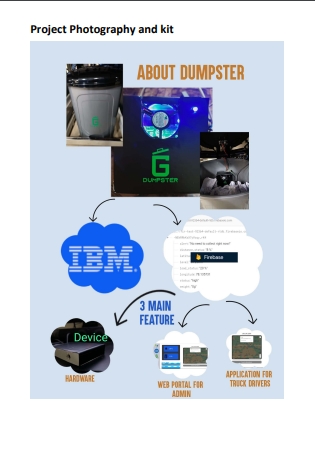 Project Photography and kit
ABOUT DUMPSTER
G
DUMPSTER
IBM
Firebase
3 MAIN
FEATURE
Device
HARDWARE
WEB PORTAL FOR
ADMIN
APPLICATION FOR
TRUCK DRIVERS